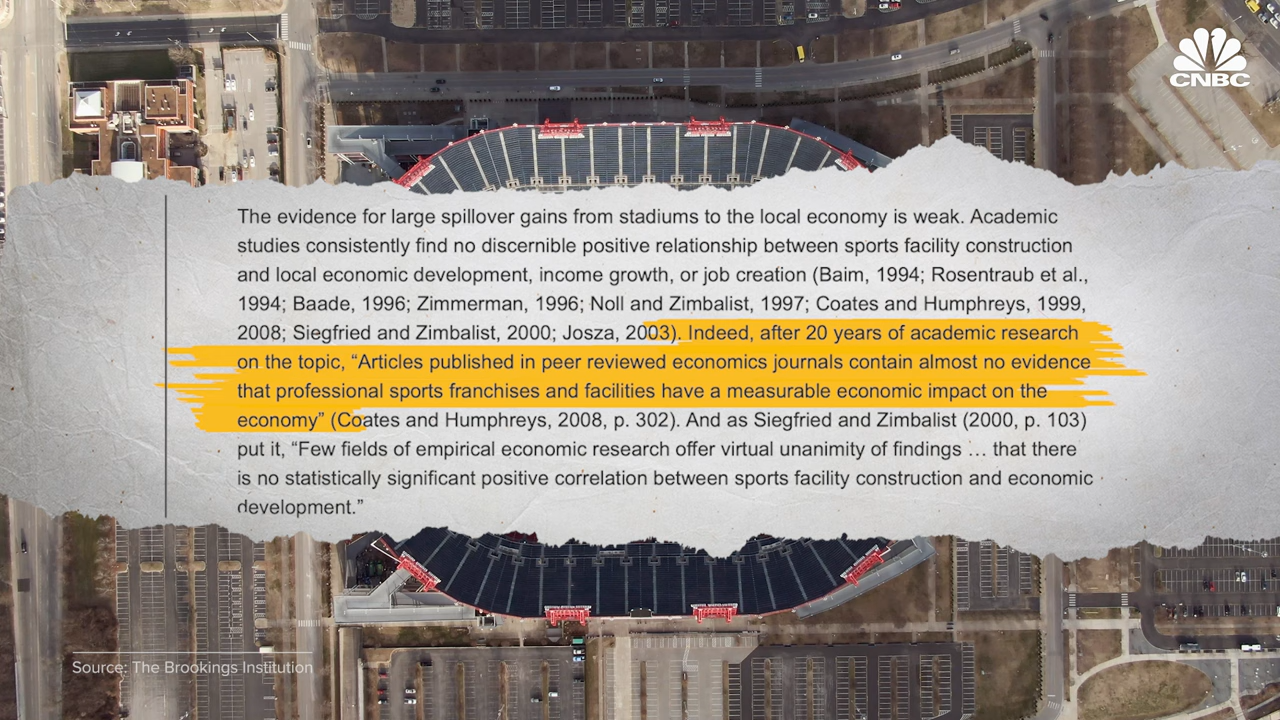 CNBC
The evidence for large spillover gains from stadiums to the local economy is weak. Academic
studies consistently find no discernible positive relationship between sports facility construction
and local economic development, income growth, or job creation (Baim, 1994; Rosentraub et al.,
1994; Baade, 1996; Zimmerman, 1996; Noll and Zimbalist, 1997; Coates and Humphreys, 1999,
2008; Siegfried and Zimbalist, 2000; Josza, 2003). Indeed, after 20 years of academic research
on the topic, “Articles published in peer reviewed economics journals contain almost no evidence
that professional sports franchises and facilities have a measurable economic impact on the
economy” (Coates and Humphreys, 2008, p. 302). And as Siegfried and Zimbalist (2000, p. 103)
put it, “Few fields of empirical economic research offer virtual unanimity of findings … that there
is no statistically significant positive correlation between sports facility construction and economic
development.”
Source: The Brookings Institution